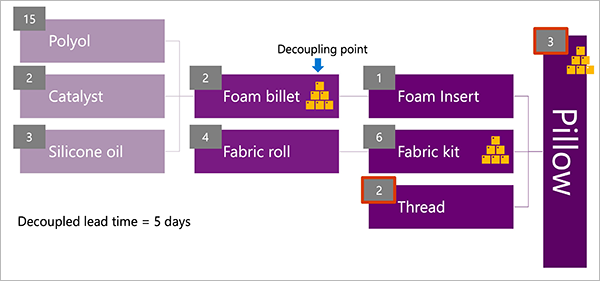 15
Polyol
2
Catalyst
3
Silicone oil
Decoupling point
2
Foam billet
4
Fabric roll
1
Foam Insert
6
Fabric kit
2
Thread
3
Pillow
Decoupled lead time = 5 days